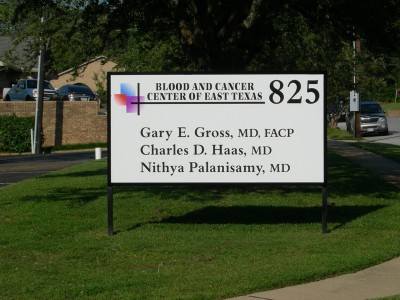 BLOOD AND CANCER
CENTER OF EAST TEXAS 825
Gary E. Gross, MD, FACP
Charles D. Haas, MD
Nithya Palanisamy, MD